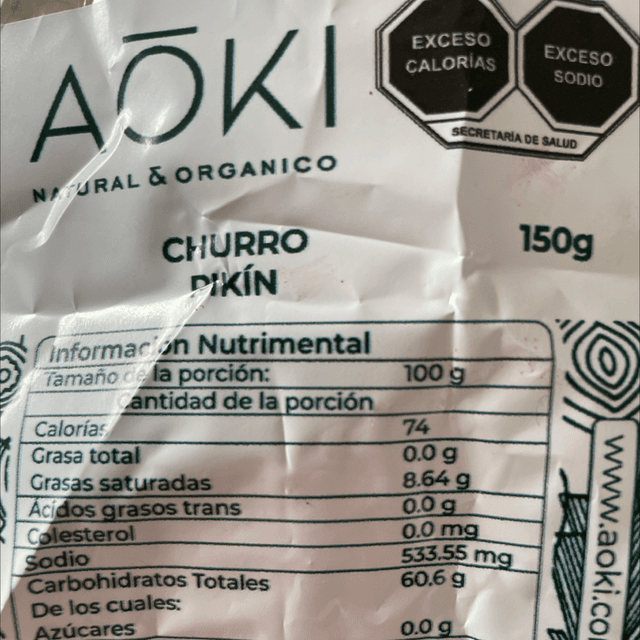 AŌKI
NATURAL & ORGANICO
EXCESO
CALORÍAS
EXCESO
SODIO
SECRETARÍA DE SALUD
CHURRO
PIKÍN
150g
Información Nutrimental
Tamaño de la porción: 100 g
Cantidad de la porción
Calorías 74
Grasa total 0.0 g
Grasas saturadas 8.64 g
Ácidos grasos trans 0.0 g
Colesterol 0.0 mg
Sodio 533.55 mg
Carbohidratos Totales 60.6 g
De los cuales:
Azúcares 0.0 g
www.aoki.co